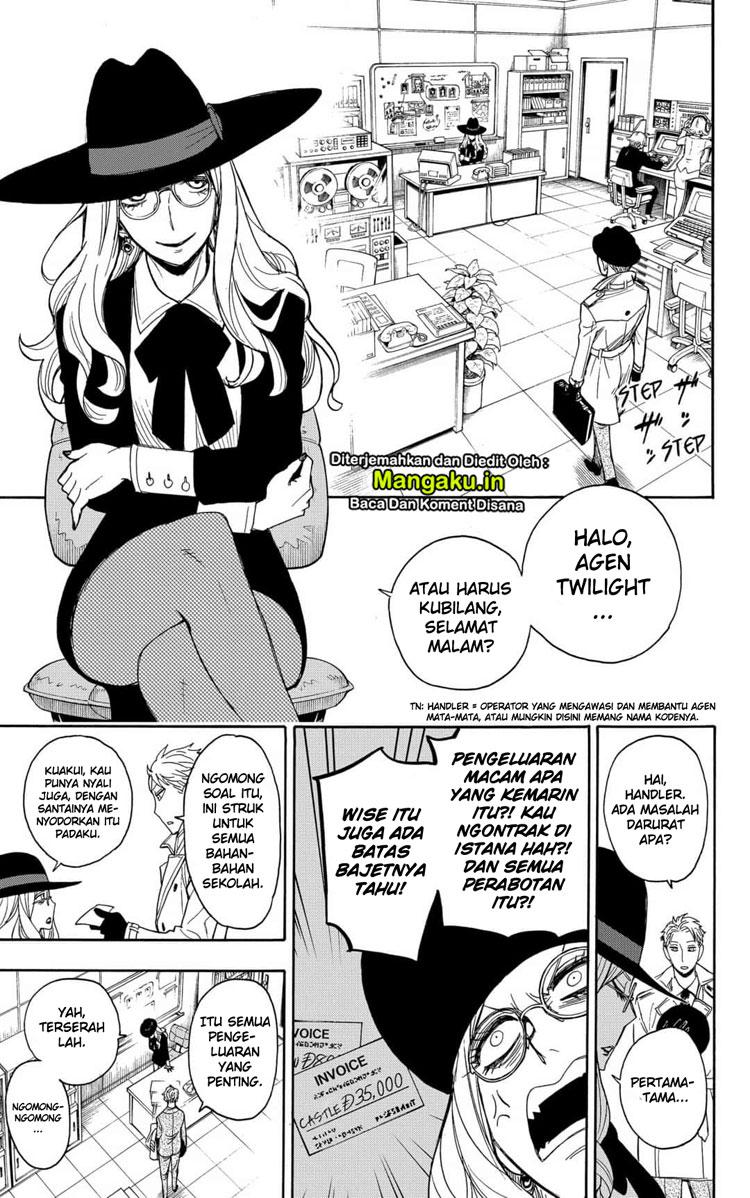 STEP
STEP
Diterjemahkan dan Diedit Oleh :
Mangaku.in
Baca Dan Koment Disana
HALO,
AGEN
TWILIGHT
...
ATAU HARUS
KUBILANG,
SELAMAT
MALAM?
TN: HANDLER = OPERATOR YANG MENGAWASI DAN MEMBANTU AGEN
MATA-MATA, ATAU MUNGKIN DISINI MEMANG NAMA KODENYA.
HAI,
HANDLER.
ADA MASALAH
DARURAT
APA?
PERTAMA-
TAMA...
PENGELUARAN
MACAM APA
YANG KEMARIN
ITU?! KAU
NGONTRAK DI
ISTANA HAH?!
DAN SEMUA
PERABOTAN
ITU?!
WISE ITU
JUGA ADA
BATAS
BAJETNYA
TAHU!
INVOICE
INVOICE
CASTLE Đ35,000
NGOMONG
SOAL ITU,
INI STRUK
UNTUK
SEMUA
BAHAN-
BAHAN
SEKOLAH.
KUAKUI, KAU
PUNYA NYALI
JUGA, DENGAN
SANTAINYA ME-
NYODORKAN ITU
PADAKU.
ITU SEMUA
PENGE-
LUARAN
YANG
PENTING.
YAH,
TERSERAH
LAH.
NGOMONG-
NGOMONG
...